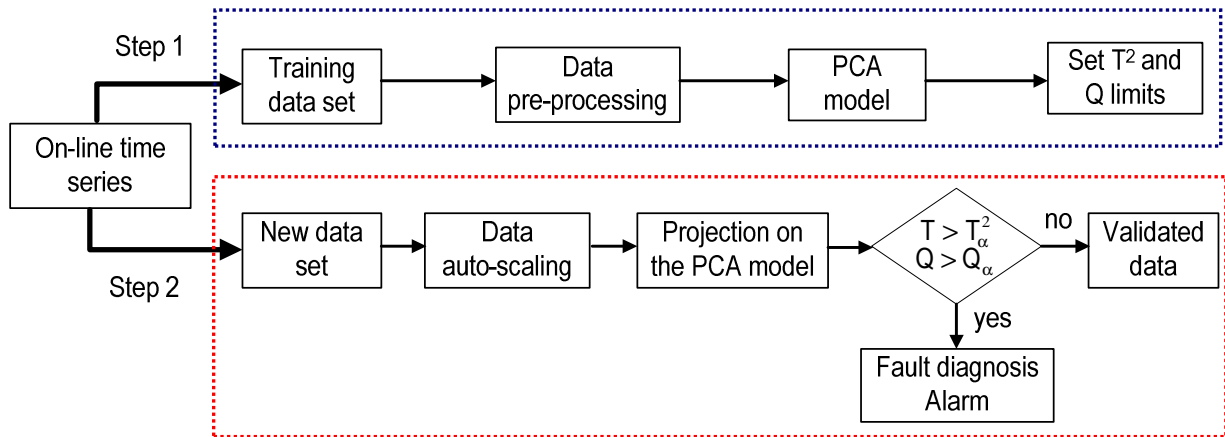 Step 1
Training
data set
Data
pre-processing
PCA
model
Set T² and
Q limits
On-line time
series
Step 2
New data
set
Data
auto-scaling
Projection on
the PCA model
T > T²α
Q > Qα
no
Validated
data
yes
Fault diagnosis
Alarm